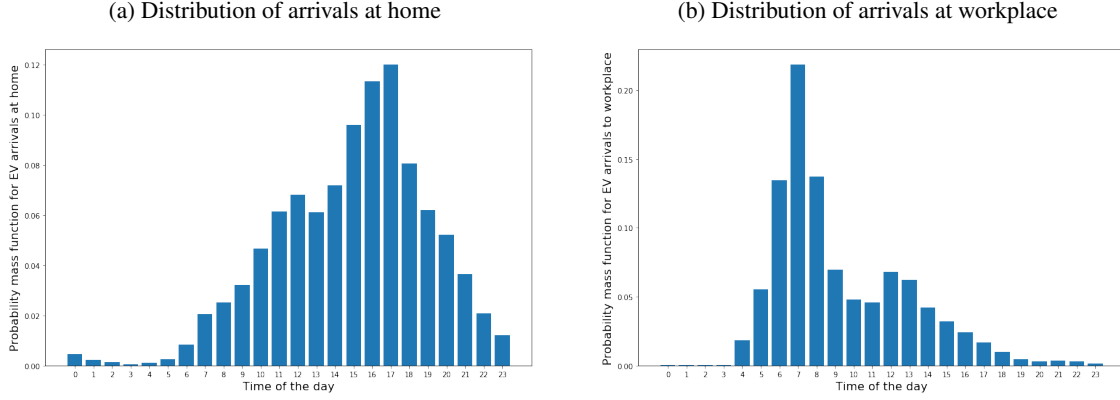 (a) Distribution of arrivals at home
Probability mass function for EV arrivals at home
0.12
0.10
0.08
0.06
0.04
0.02
0.00
0 1 2 3 4 5 6 7 8 9 10 11 12 13 14 15 16 17 18 19 20 21 22 23
Time of the day
(b) Distribution of arrivals at workplace
Probability mass function for EV arrivals to workplace
0.20
0.15
0.10
0.05
0.00
0 1 2 3 4 5 6 7 8 9 10 11 12 13 14 15 16 17 18 19 20 21 22 23
Time of the day